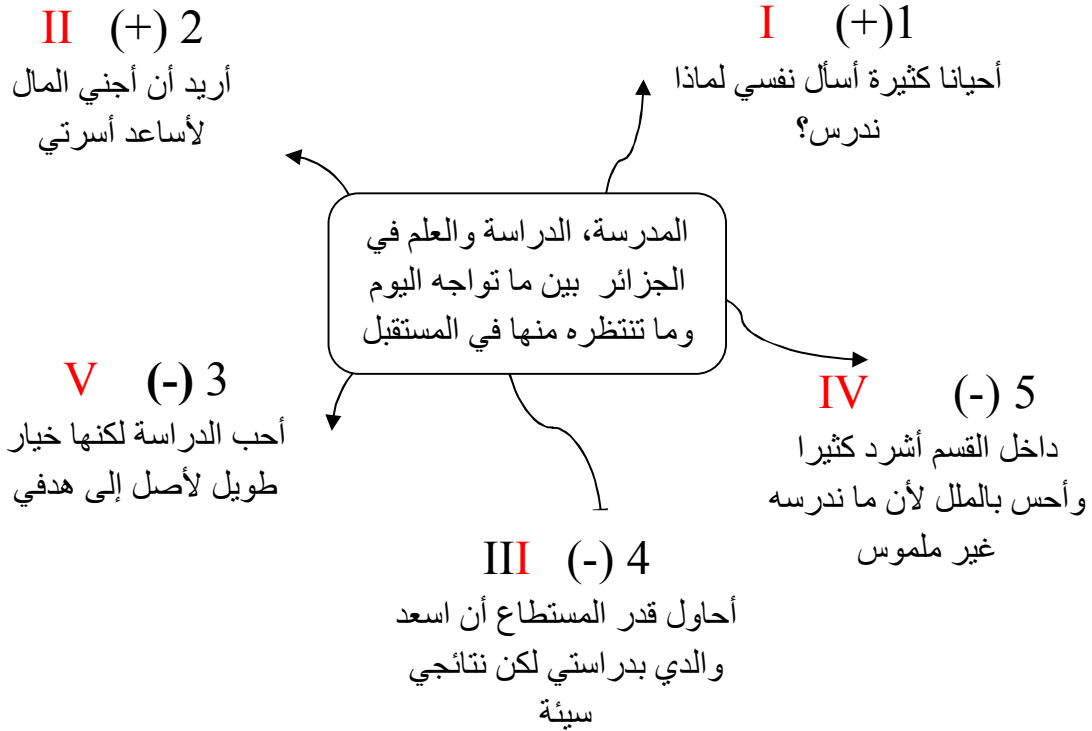 I (+)1
أحيانا كثيرة أسأل نفسي لماذا
ندرس؟
II (+) 2
أريد أن أجني المال
لأساعد أسرتي
المدرسة، الدراسة والعلم في
الجزائر بين ما تواجه اليوم
وما تنتظره منها في المستقبل
V (-) 3
أحب الدراسة لكنها خيار
طويل لأصل إلى هدفي
IV (-) 5
داخل القسم أشرد كثيرا
وأحس بالملل لأن ما ندرسه
غير ملموس
III (-) 4
أحاول قدر المستطاع أن اسعد
والدي بدراستي لكن نتائجي
سيئة